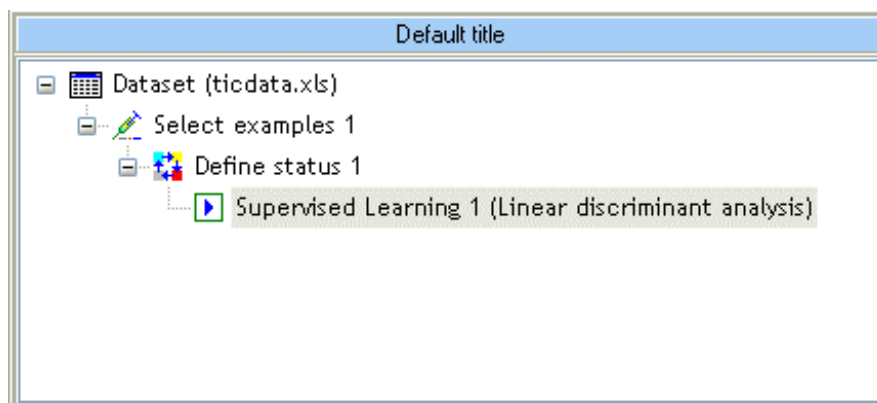 Default title
Dataset (ticdata.xls)
Select examples 1
Define status 1
Supervised Learning 1 (Linear discriminant analysis)